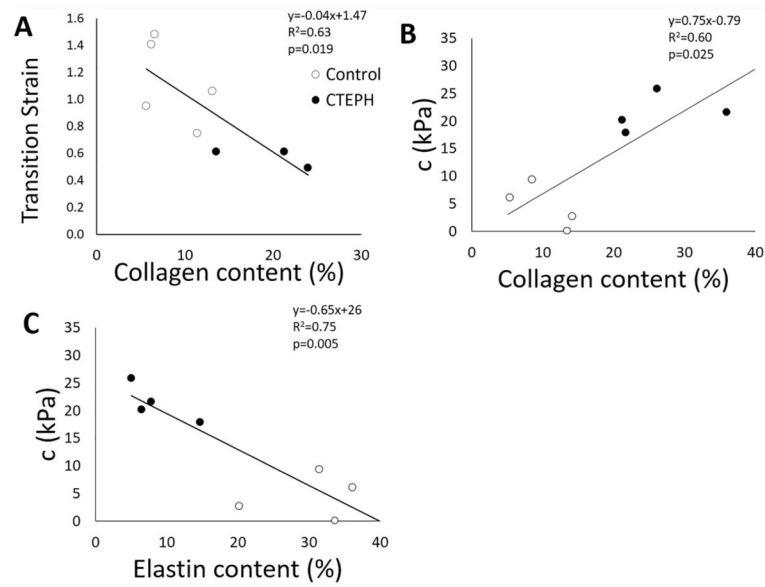 A
y=-0.04x+1.47
R²=0.63
p=0.019
Control
CTEPH
Transition Strain
1.6
1.4
1.2
1.0
0.8
0.6
0.4
0.2
0.0
0 10 20 30
Collagen content (%)
B
y=0.75x-0.79
R²=0.60
p=0.025
c (kPa)
35
30
25
20
15
10
5
0
0 10 20 30 40
Collagen content (%)
C
y=-0.65x+26
R²=0.75
p=0.005
c (kPa)
35
30
25
20
15
10
5
0
0 10 20 30 40
Elastin content (%)